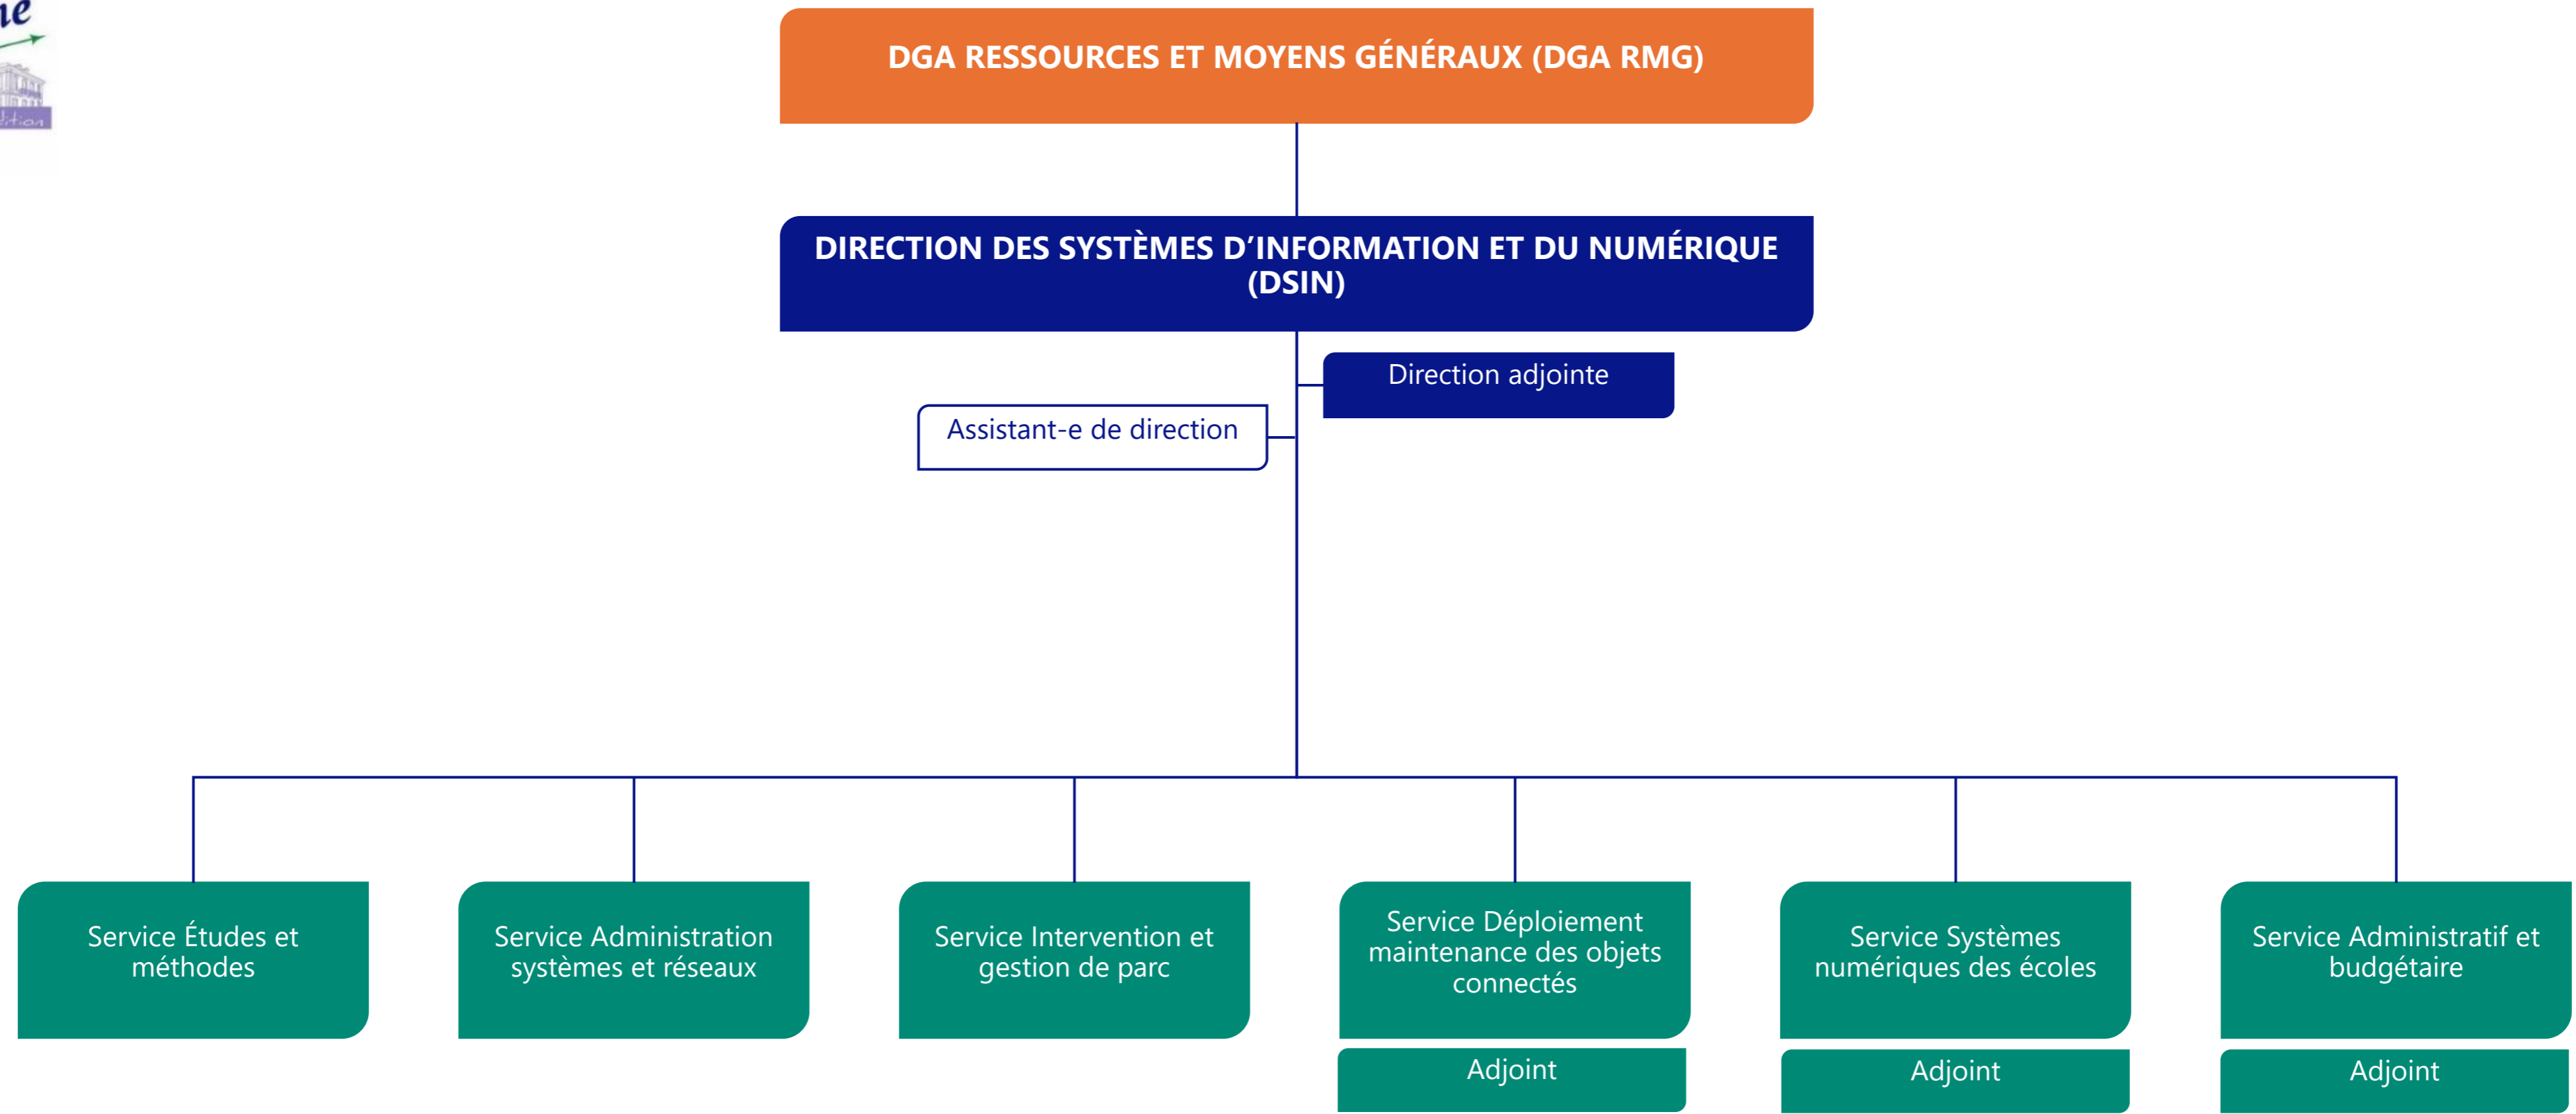 DGA RESSOURCES ET MOYENS GÉNÉRAUX (DGA RMG)
DIRECTION DES SYSTÈMES D’INFORMATION ET DU NUMÉRIQUE
(DSIN)
Direction adjointe
Assistant-e de direction
Service Études et
méthodes
Service Administration
systèmes et réseaux
Service Intervention et
gestion de parc
Service Déploiement
maintenance des objets
connectés
Adjoint
Service Systèmes
numériques des écoles
Adjoint
Service Administratif et
budgétaire
Adjoint